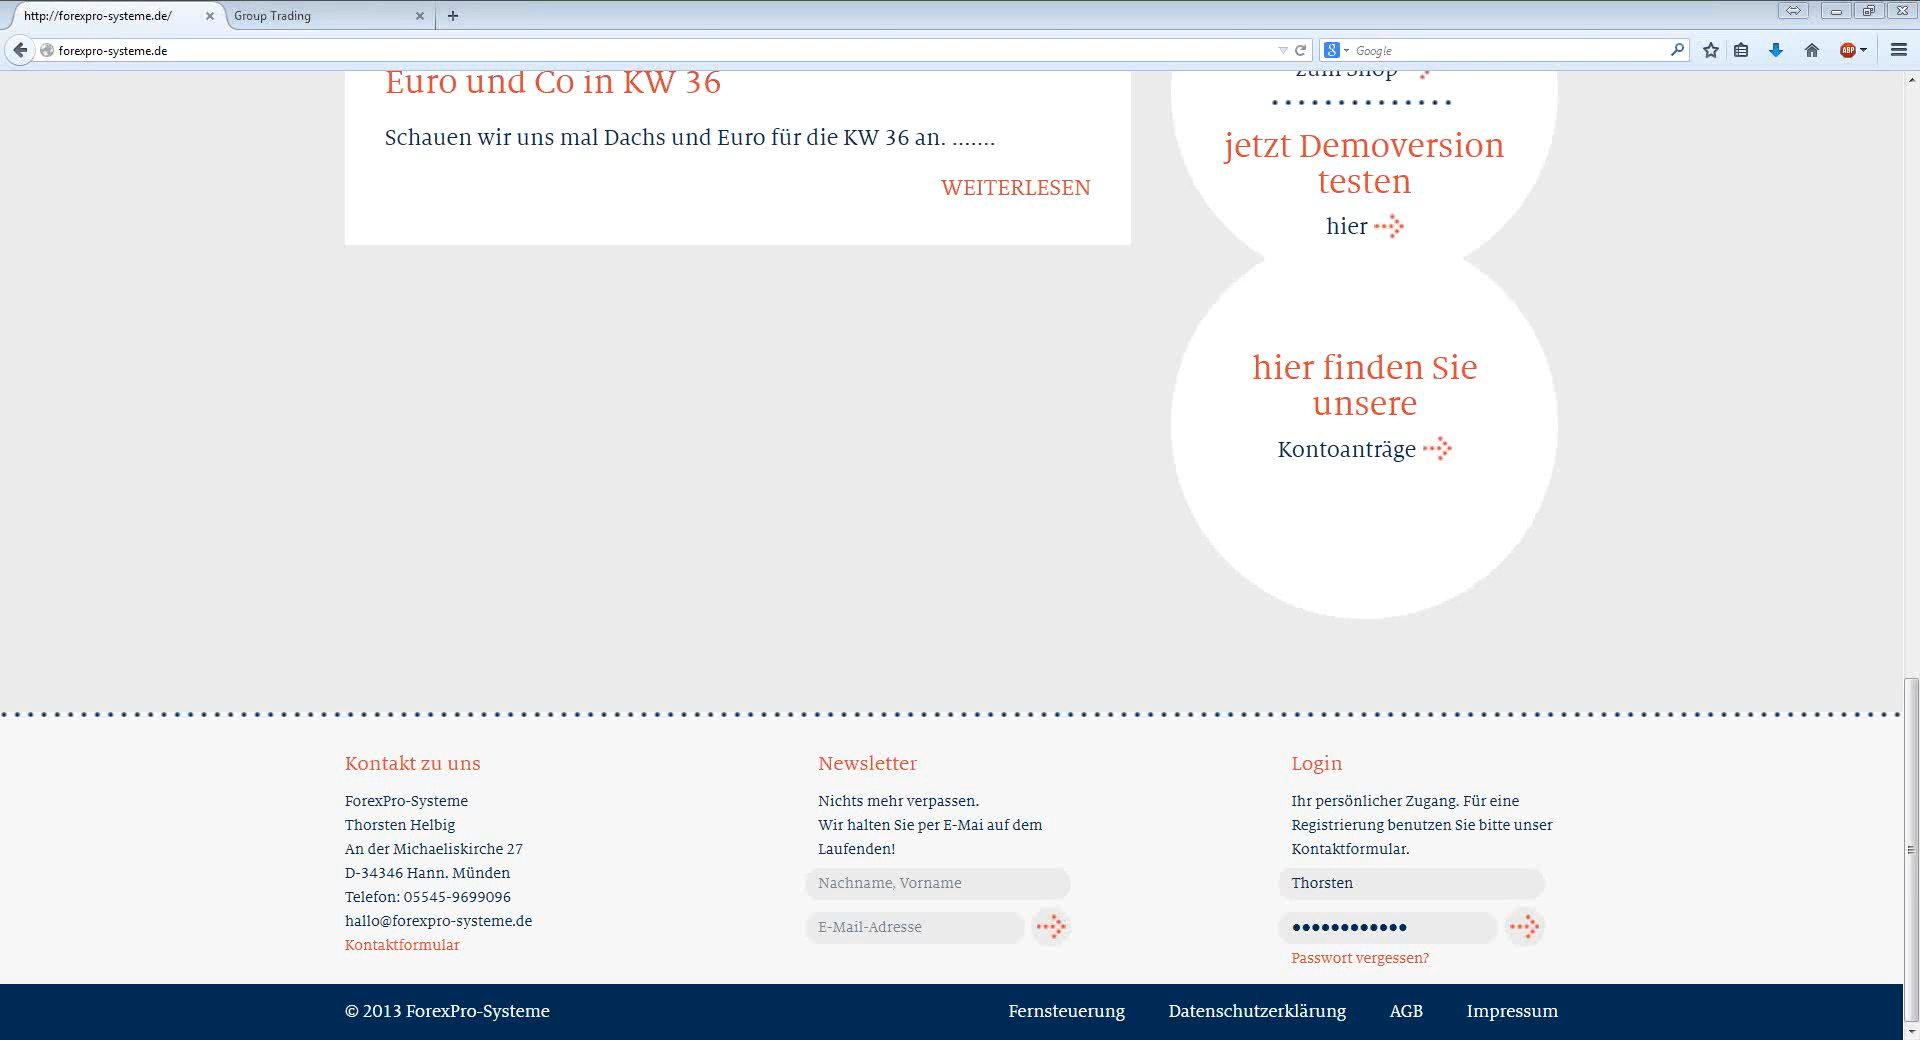 http://forexpro-systeme.de/
Group Trading
forexpro-systeme.de
Google
Euro und Co in KW 36
Schauen wir uns mal Dachs und Euro für die KW 36 an. .......
WEITERLESEN
zum Shop
jetzt Demoversion
testen
hier
hier finden Sie
unsere
Kontoanträge
Kontakt zu uns
ForexPro-Systeme
Thorsten Helbig
An der Michaeliskirche 27
D-34346 Hann. Münden
Telefon: 05545-9699096
hallo@forexpro-systeme.de
Kontaktformular
Newsletter
Nichts mehr verpassen.
Wir halten Sie per E-Mai auf dem
Laufenden!
Nachname, Vorname
E-Mail-Adresse
Login
Ihr persönlicher Zugang. Für eine
Registrierung benutzen Sie bitte unser
Kontaktformular.
Thorsten
●●●●●●●●●●●●
Passwort vergessen?
© 2013 ForexPro-Systeme
Fernsteuerung
Datenschutzerklärung
AGB
Impressum